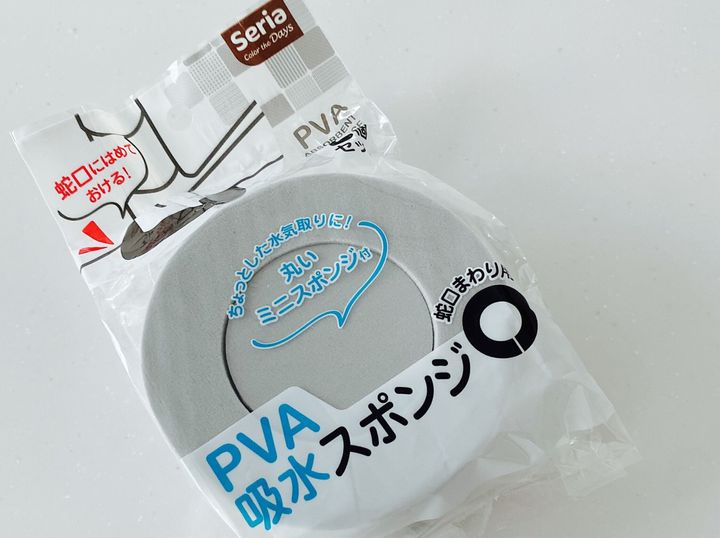 Seria
Color the Days
PVA
ABSORBENT
蛇口にはめて
おける!
ちょっとした水気取りに!
丸い
ミニスポンジ付
蛇口まわり
PVA
吸水スポンジ